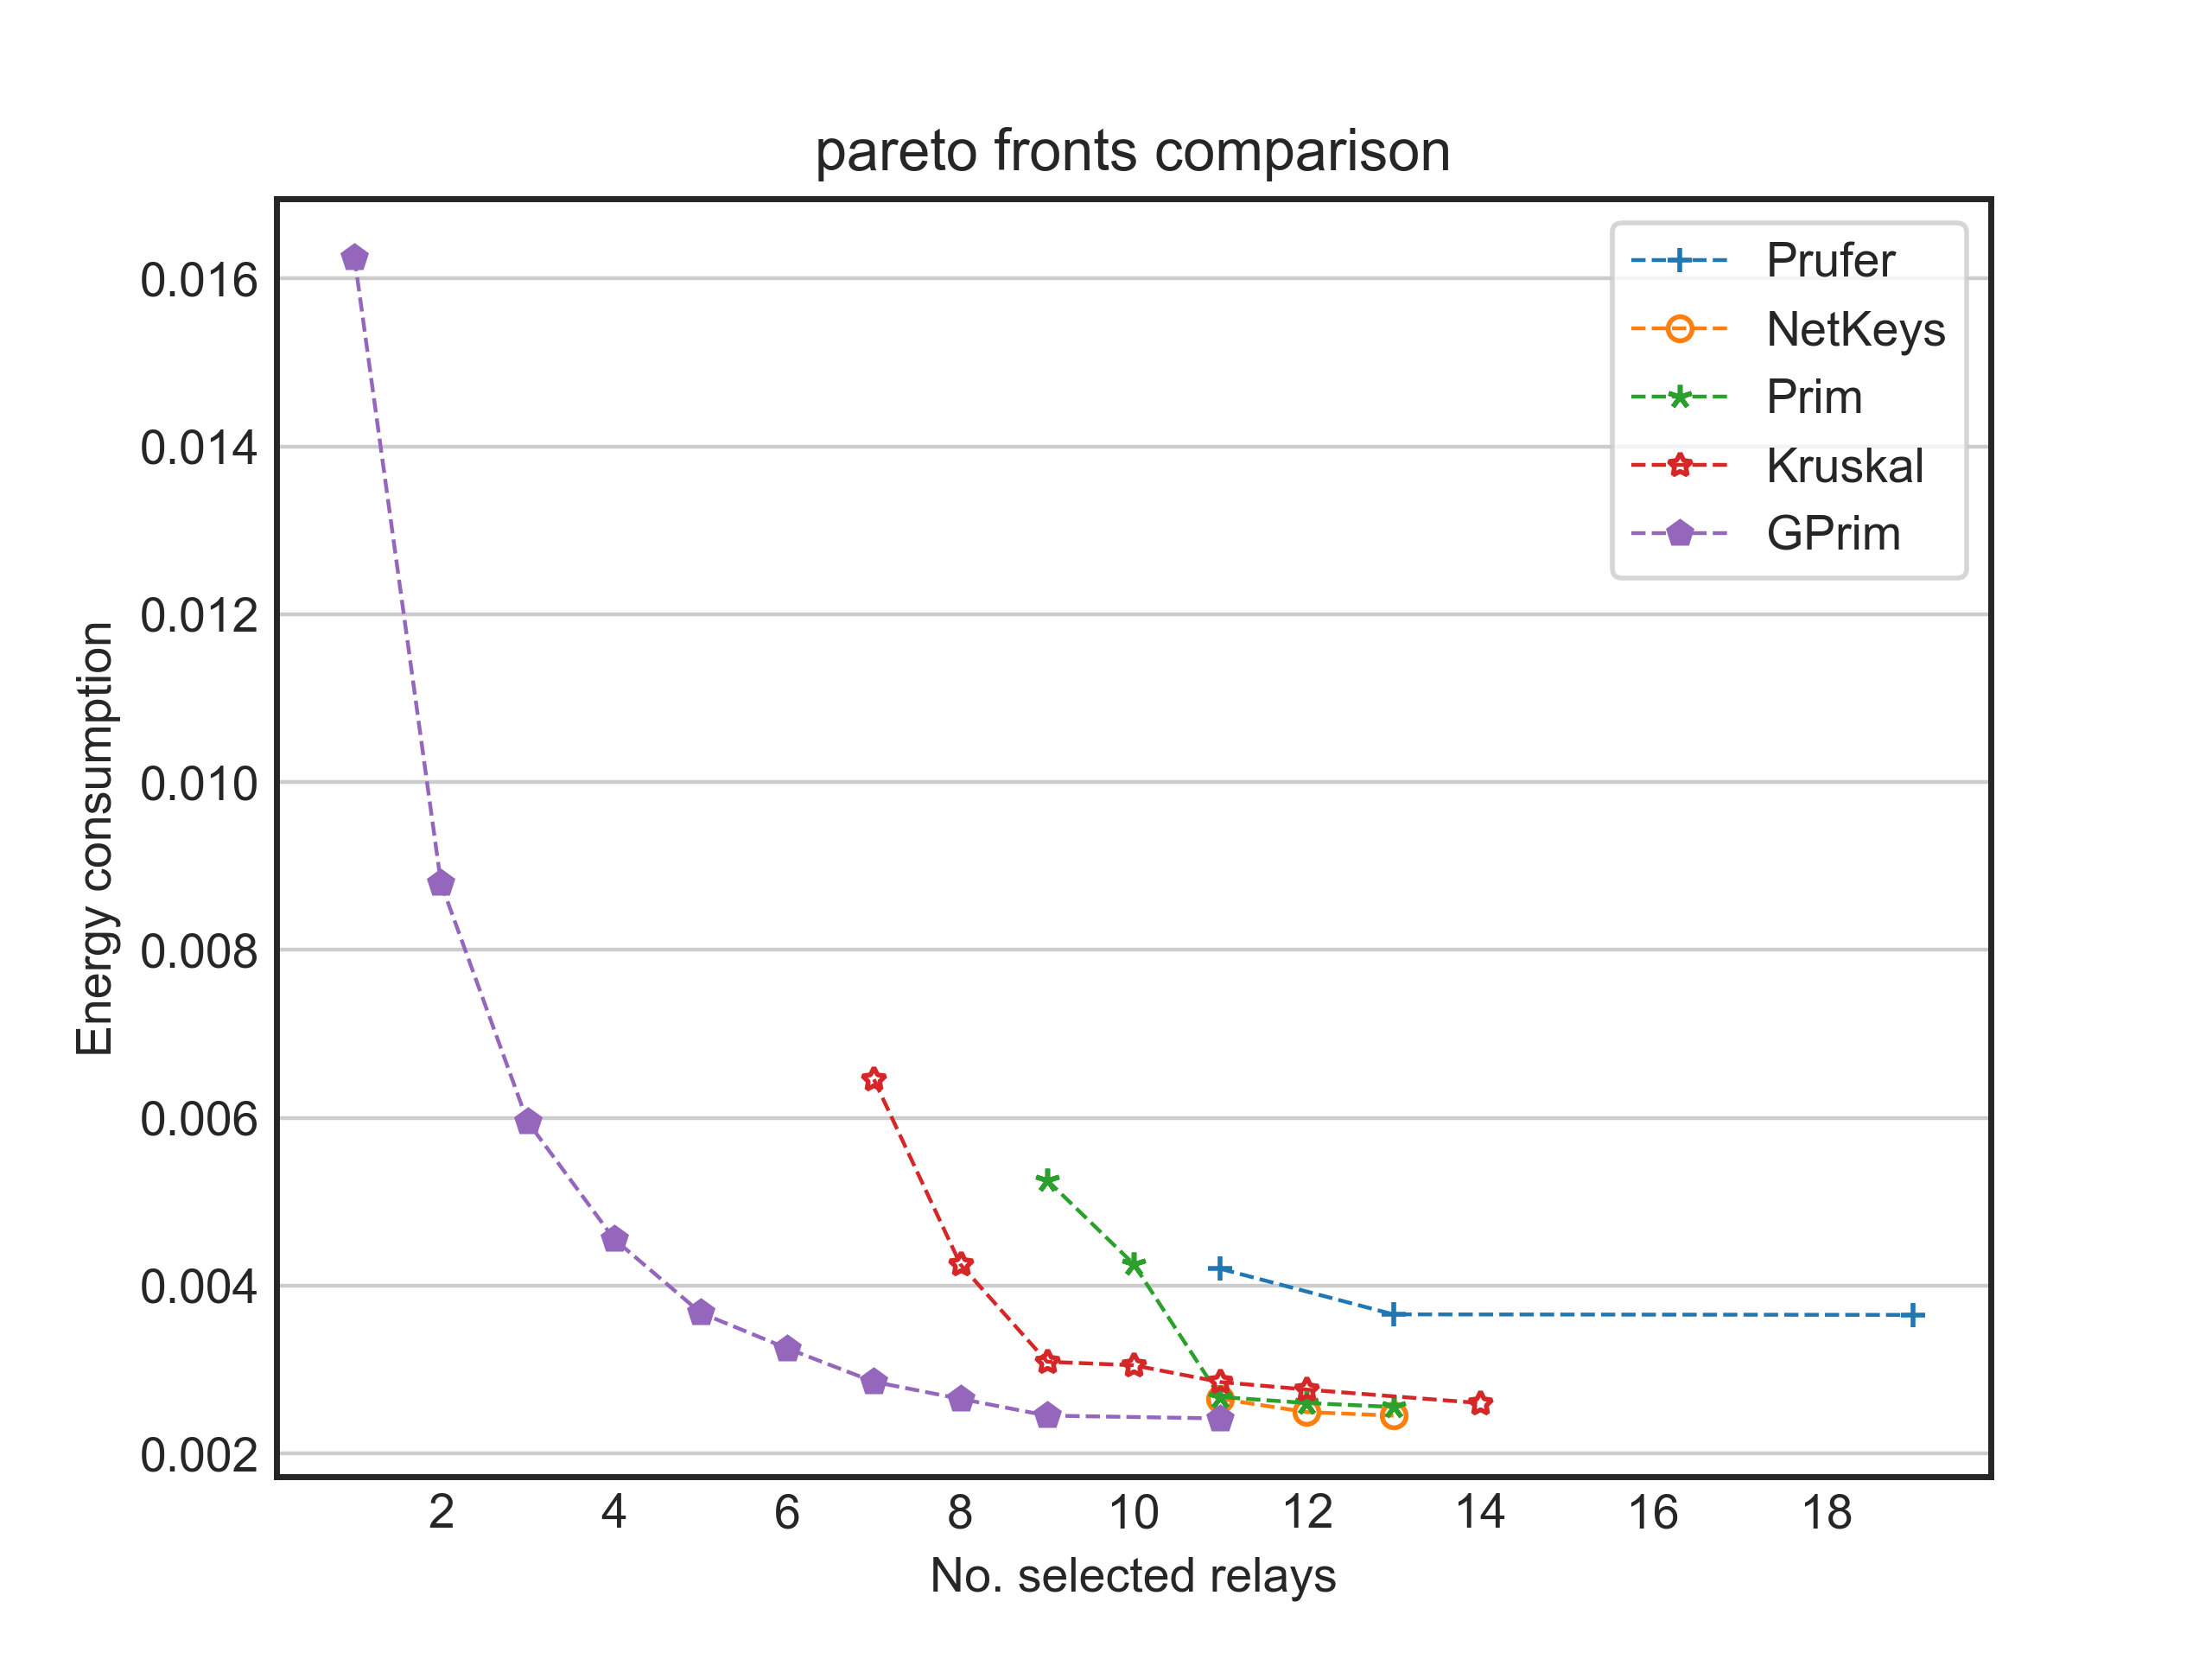 pareto fronts comparison
Prufer
NetKeys
Prim
Kruskal
GPrim
Energy consumption
0.016
0.014
0.012
0.010
0.008
0.006
0.004
0.002
2 4 6 8 10 12 14 16 18
No. selected relays